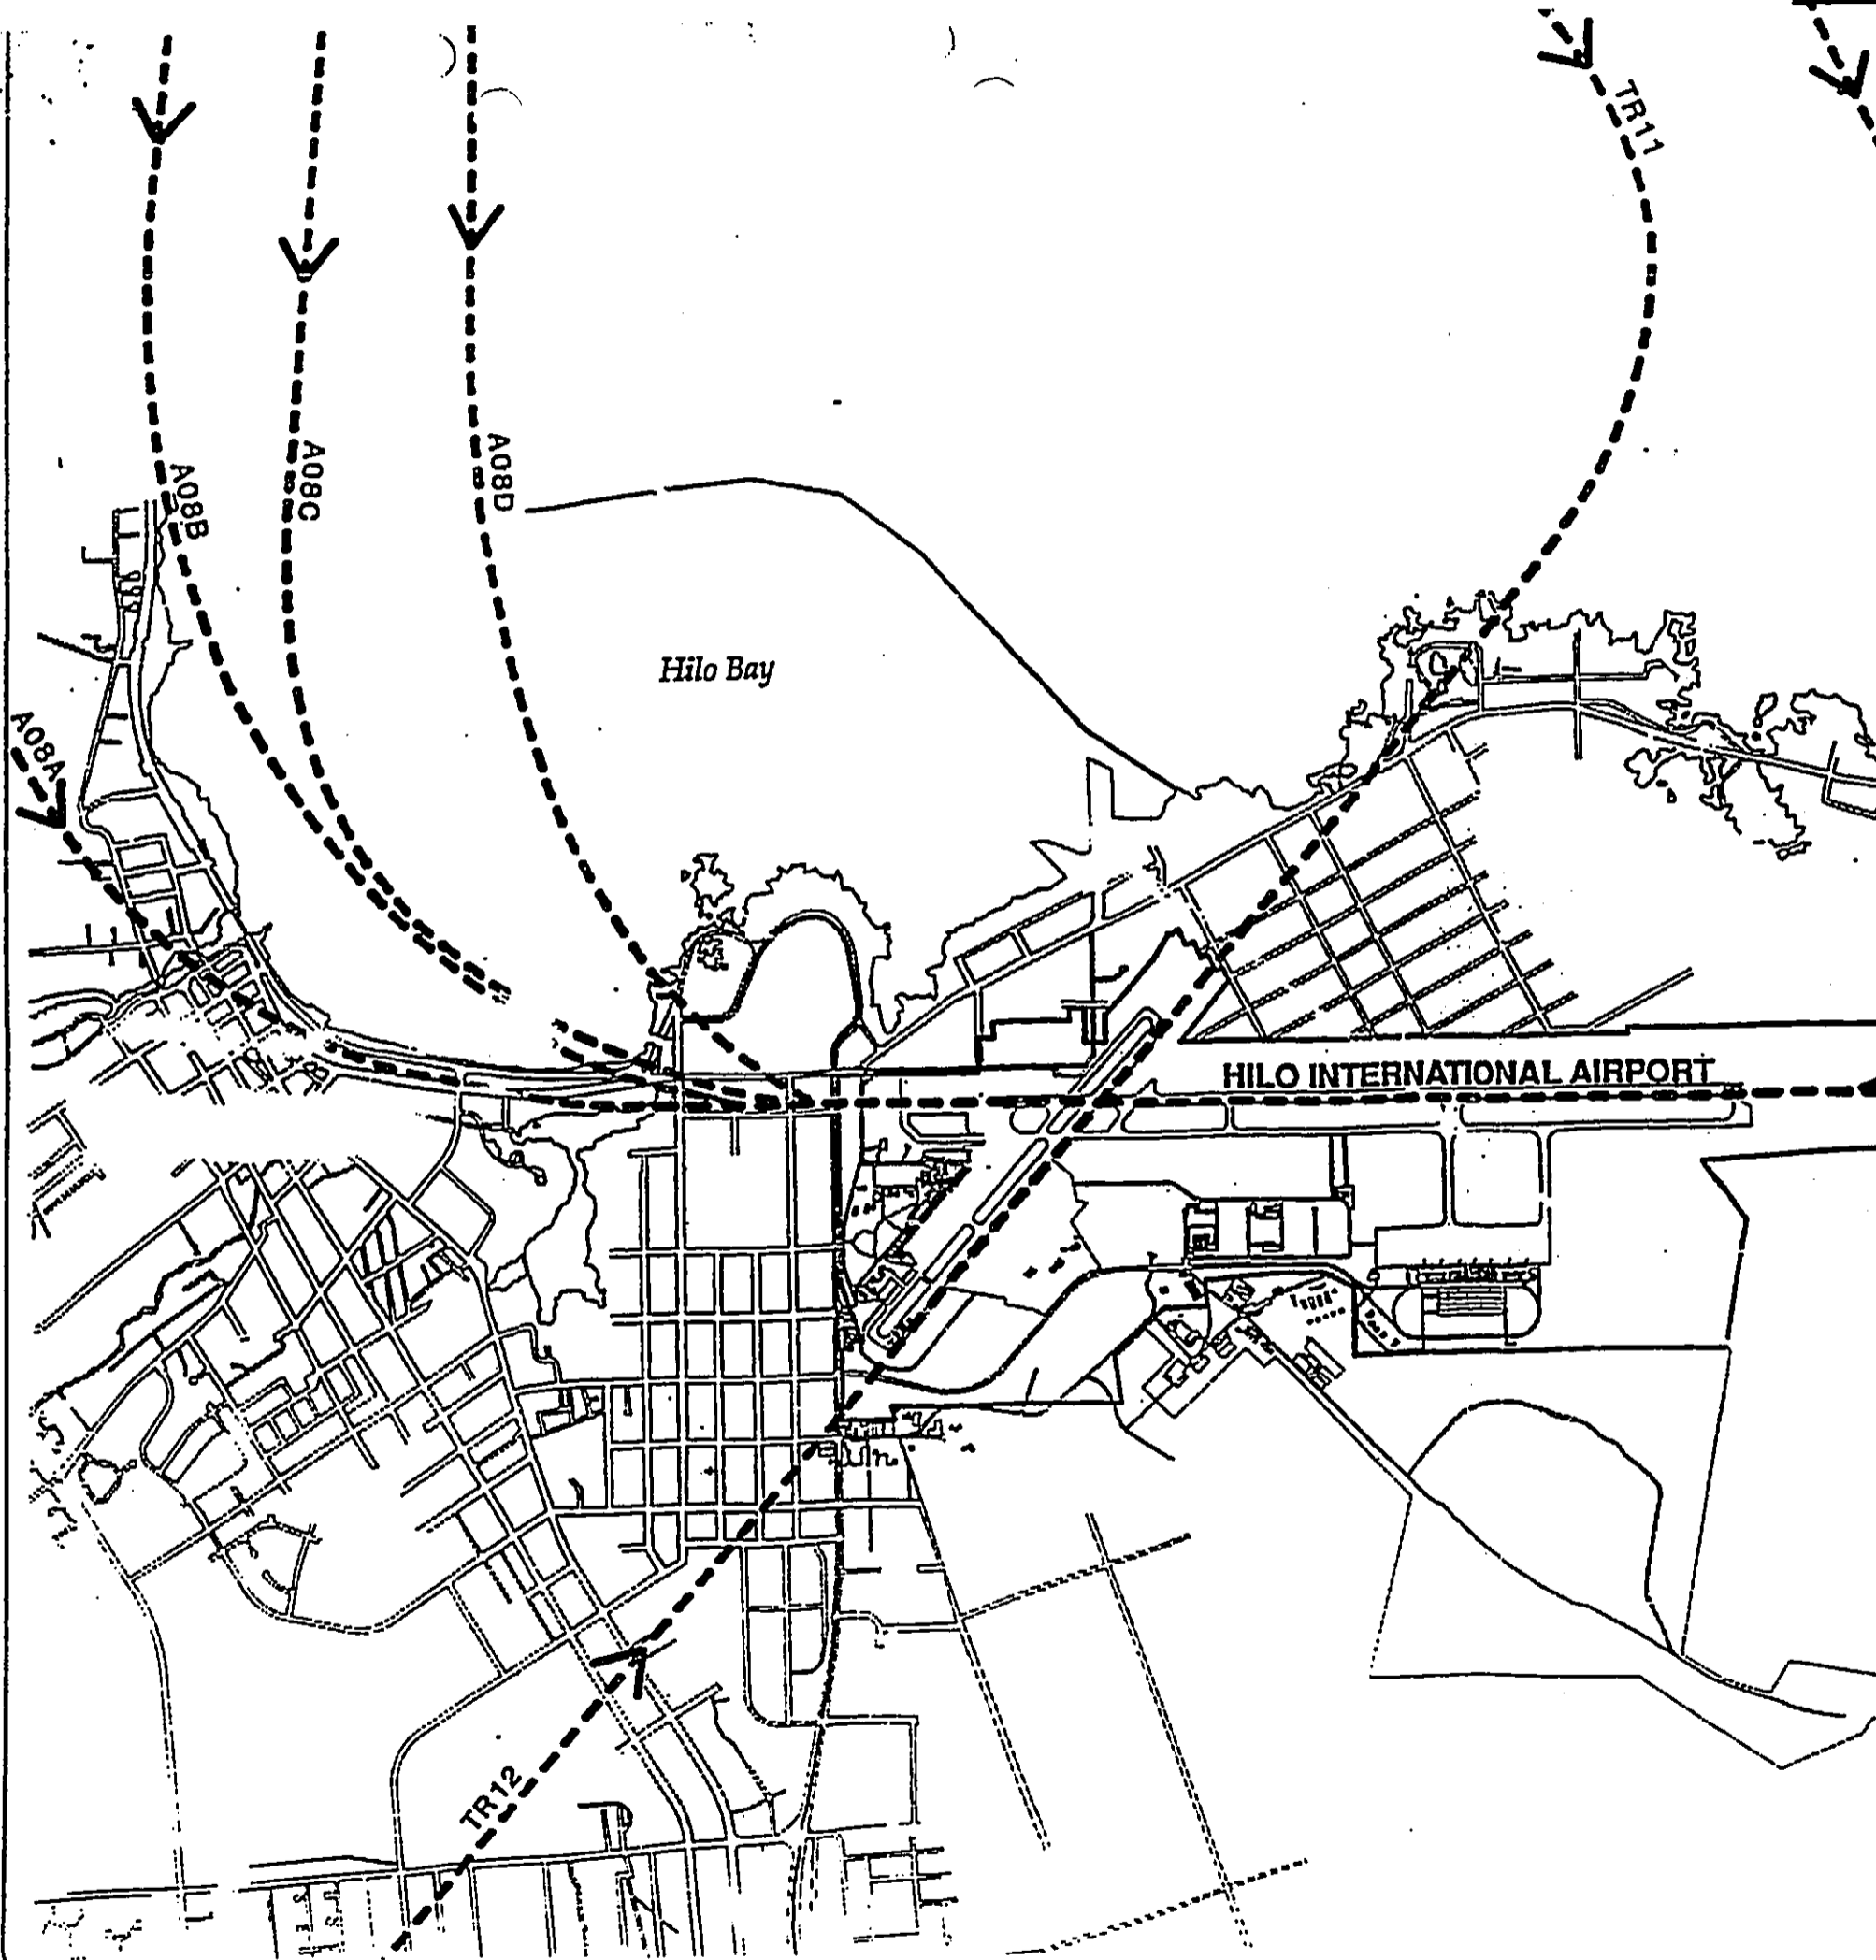 TR11
A08B
A08C
A08D
Hilo Bay
A08A
HILO INTERNATIONAL AIRPORT
TR12